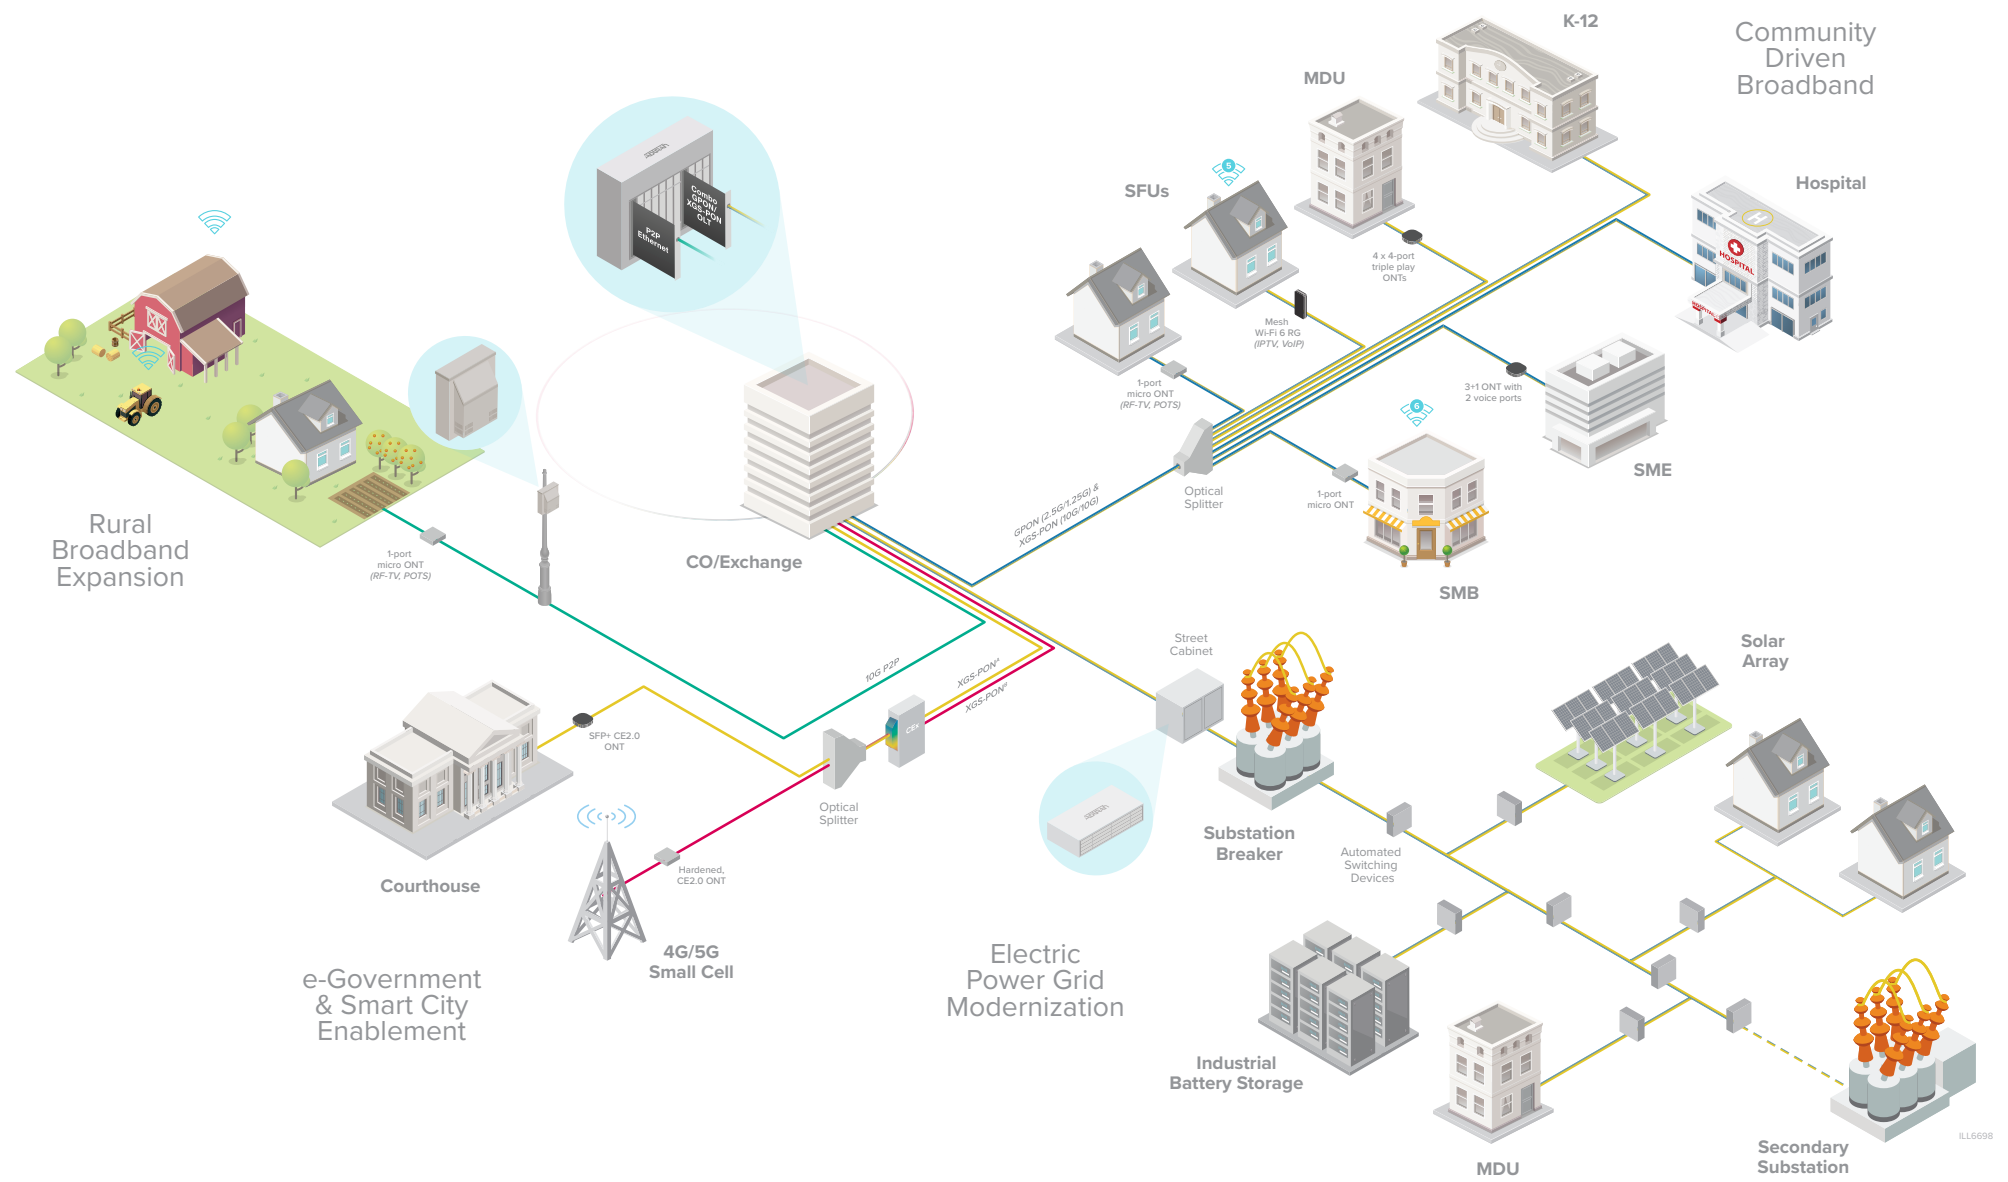 K-12
Community
Driven
Broadband
MDU
SFUs
Hospital
5
HOSPITAL
HOSPITAL
Combo
GPON/
XGS-PON
OLT
P2P
Ethernet
4 x 4-port
triple play
ONTs
Mesh
Wi-Fi 6 RG
(IPTV, VoIP)
1-port
micro ONT
(RF-TV, POTS)
3+1 ONT with
2 voice ports
6
SME
Optical
Splitter
1-port
micro ONT
SMB
GPON (2.5G/1.25G) &
XGS-PON (10G/10G)
Rural
Broadband
Expansion
1-port
micro ONT
(RF-TV, POTS)
CO/Exchange
10G P2P
XGS-PON
XGS-PON
CEx
Street
Cabinet
Solar
Array
SFP+ CE2.0
ONT
Optical
Splitter
Courthouse
Hardened,
CE2.0 ONT
4G/5G
Small Cell
e-Government
& Smart City
Enablement
Substation
Breaker
Automated
Switching
Devices
Electric
Power Grid
Modernization
Industrial
Battery Storage
MDU
Secondary
Substation
ILL6698